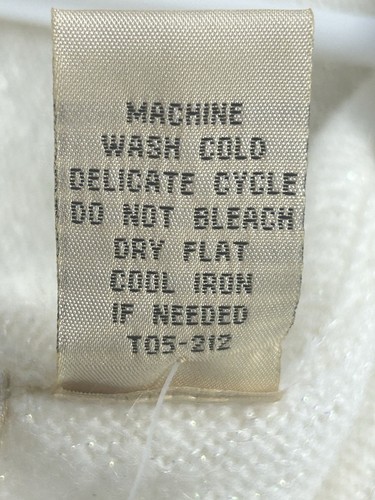 MACHINE
WASH COLD
DELICATE CYCLE
DO NOT BLEACH
DRY FLAT
COOL IRON
IF NEEDED
T05-212